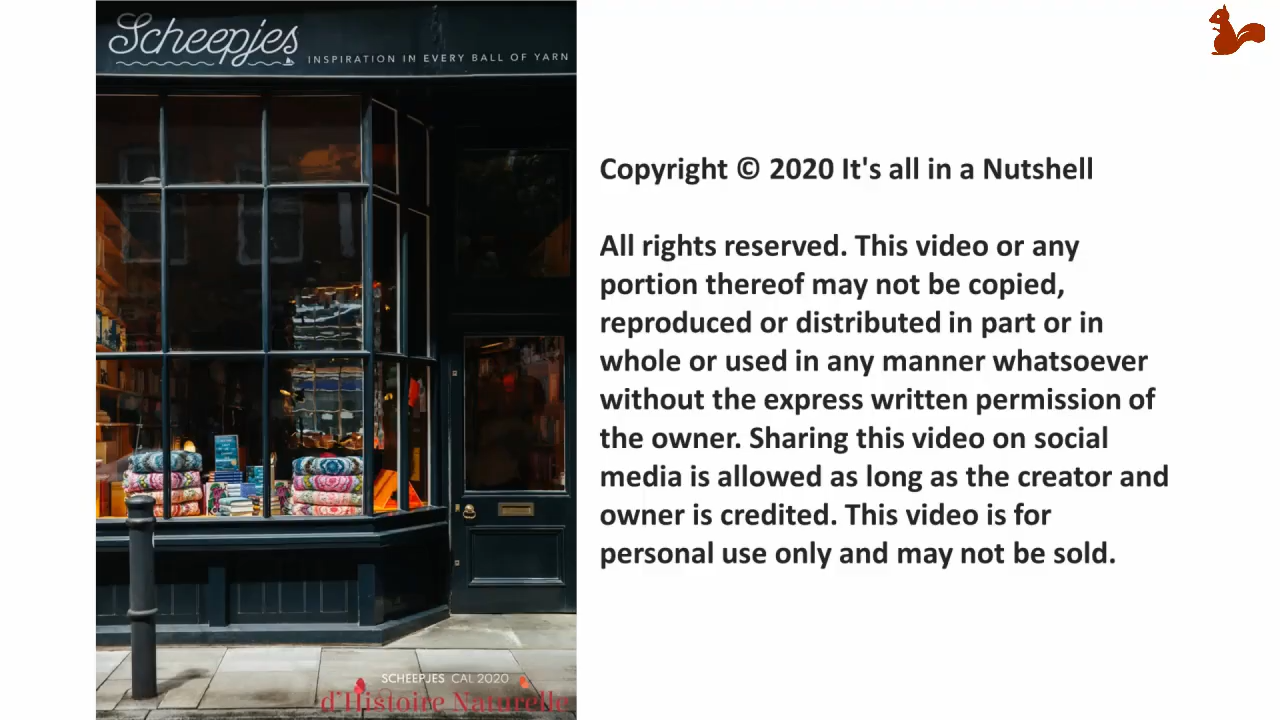 Scheepjes
INSPIRATION IN EVERY BALL OF YARN
SCHEEPJES CAL 2020
d'Histoire Naturelle
Copyright © 2020 It's all in a Nutshell
All rights reserved. This video or any
portion thereof may not be copied,
reproduced or distributed in part or in
whole or used in any manner whatsoever
without the express written permission of
the owner. Sharing this video on social
media is allowed as long as the creator and
owner is credited. This video is for
personal use only and may not be sold.